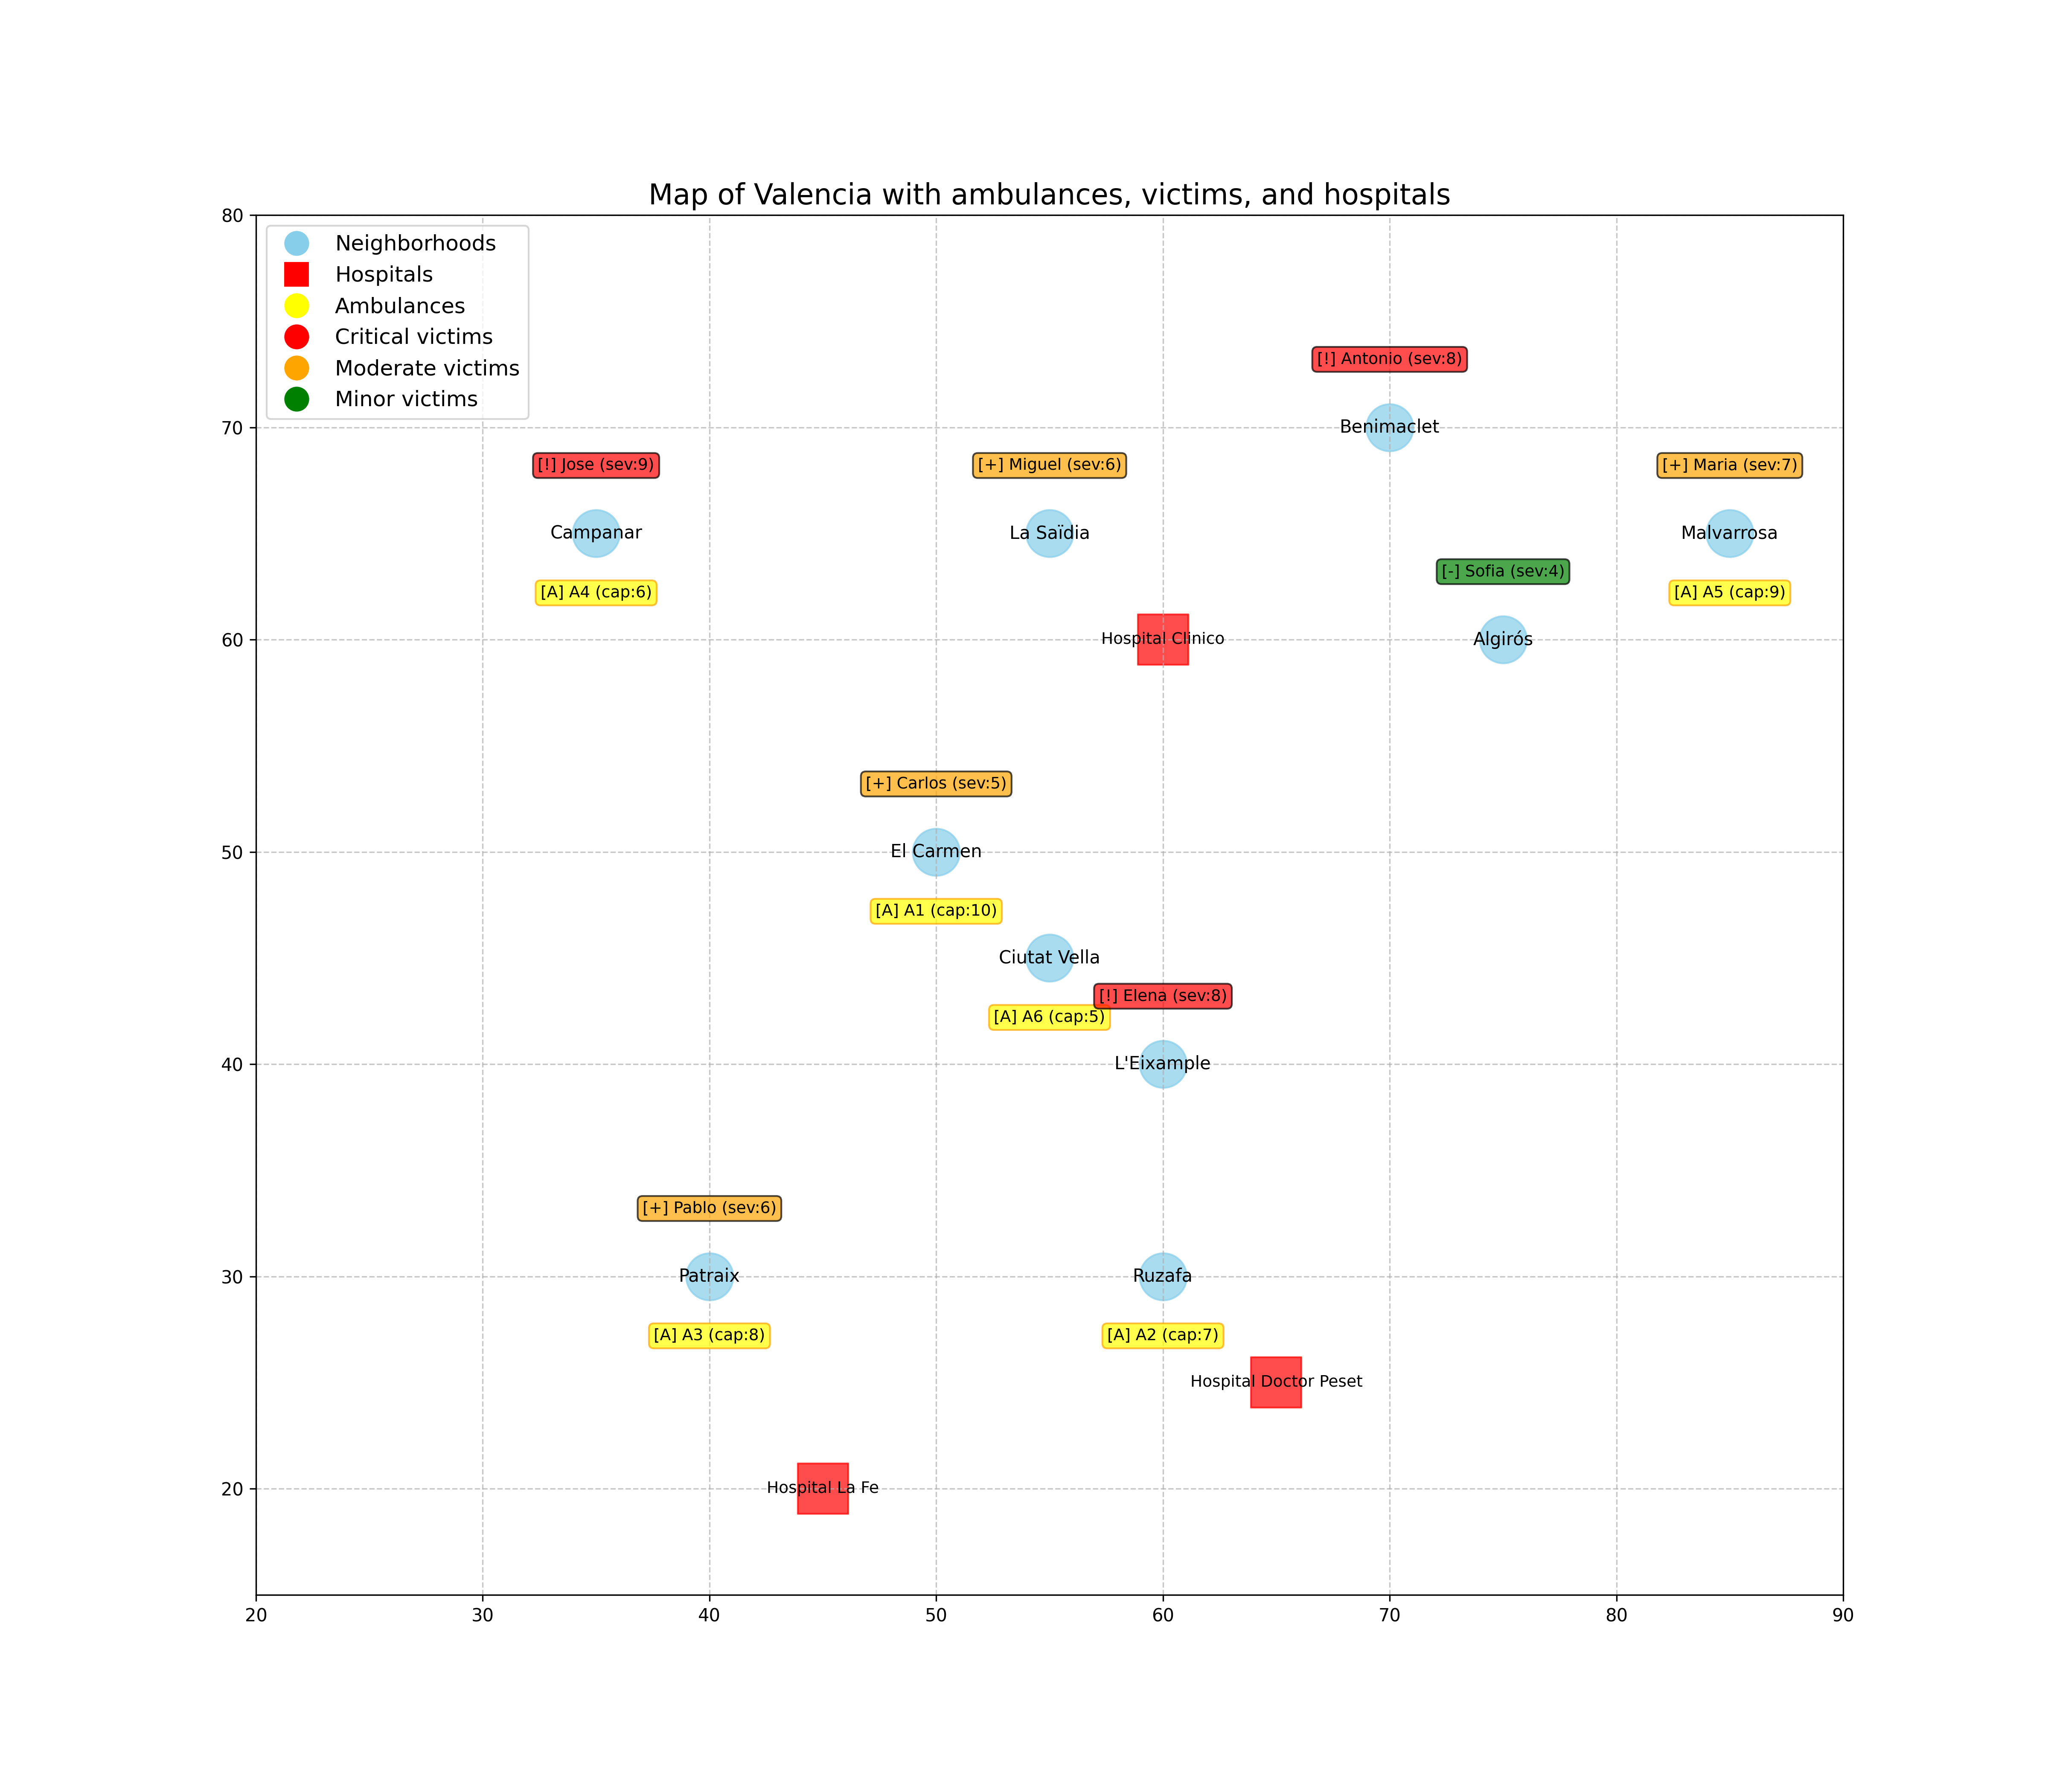 Map of Valencia with ambulances, victims, and hospitals
80
70
60
50
40
30
20
Neighborhoods
Hospitals
Ambulances
Critical victims
Moderate victims
Minor victims
[!] Antonio (sev:8)
Benimaclet
[!] Jose (sev:9)
[+] Miguel (sev:6)
[+] Maria (sev:7)
Campanar
La Saïdia
Malvarrosa
[-] Sofia (sev:4)
[A] A4 (cap:6)
[A] A5 (cap:9)
Hospital Clinico
Algirós
[+] Carlos (sev:5)
El Carmen
[A] A1 (cap:10)
Ciutat Vella
[!] Elena (sev:8)
[A] A6 (cap:5)
L'Eixample
[+] Pablo (sev:6)
Patraix
Ruzafa
[A] A3 (cap:8)
[A] A2 (cap:7)
Hospital Doctor Peset
Hospital La Fe
20
30
40
50
60
70
80
90